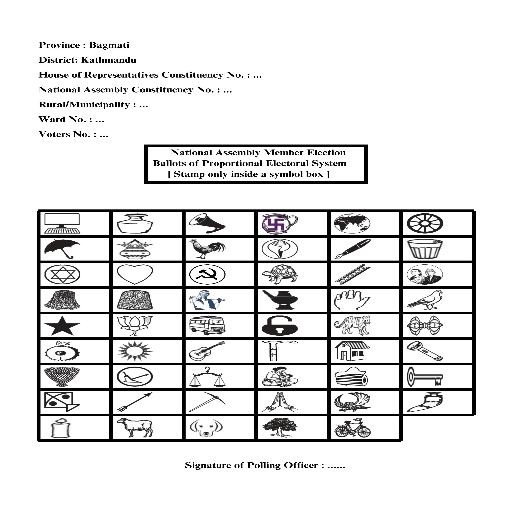 Province : Bagmati
District: Kathmandu
House of Representatives Constituency No. : ...
National Assembly Constituency No. : ...
Rural/Municipality : ...
Ward No. : ...
Voters No. : ...
National Assembly Member Election
Ballots of Proportional Electoral System
[ Stamp only inside a symbol box ]
Signature of Polling Officer : ......